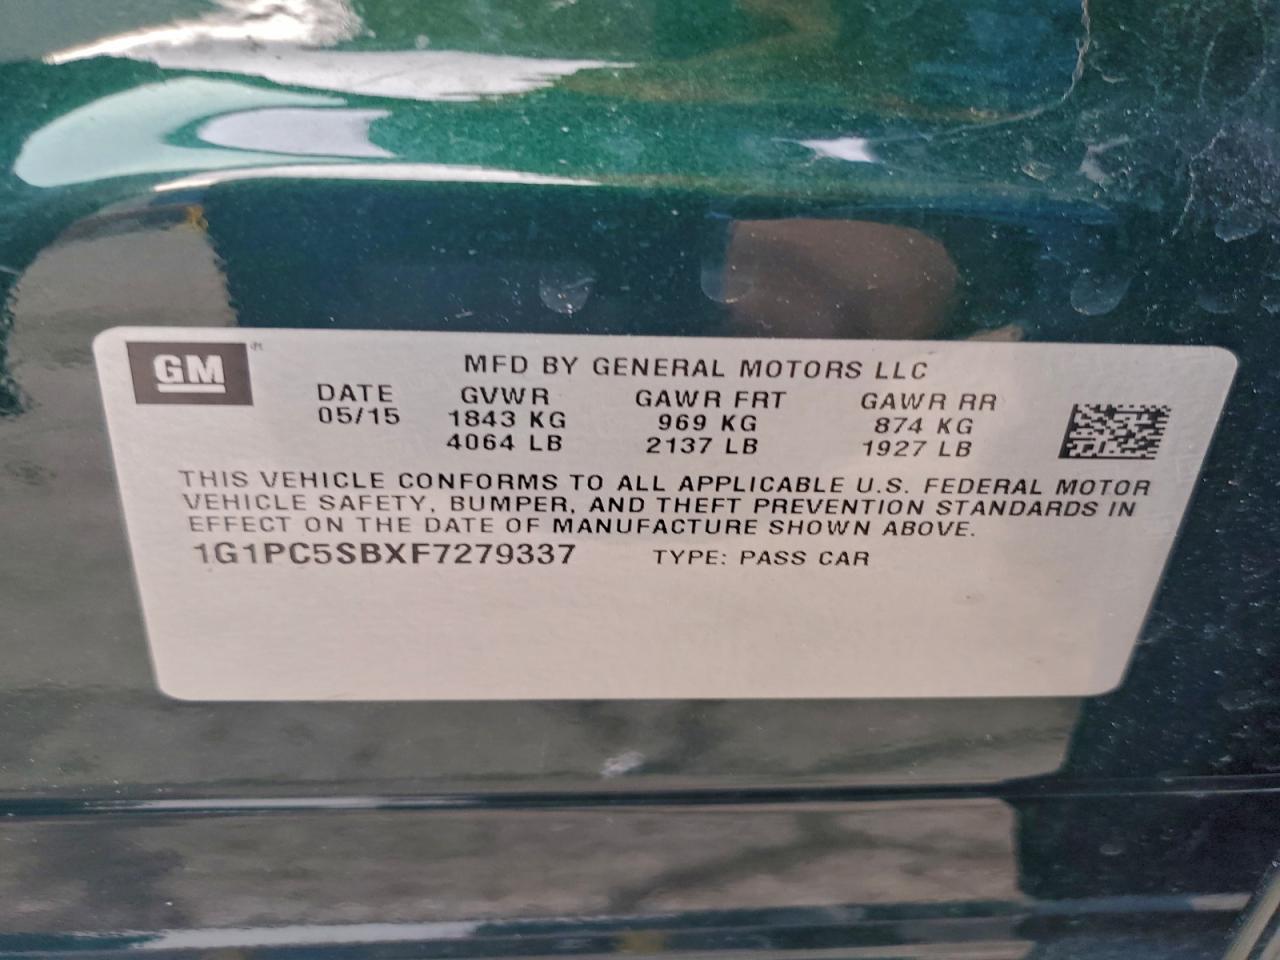 GM
MFD BY GENERAL MOTORS LLC
DATE GVWR GAWR FRT GAWR RR
05/15 1843 KG 969 KG 874 KG
4064 LB 2137 LB 1927 LB
THIS VEHICLE CONFORMS TO ALL APPLICABLE U.S. FEDERAL MOTOR
VEHICLE SAFETY, BUMPER, AND THEFT PREVENTION STANDARDS IN
EFFECT ON THE DATE OF MANUFACTURE SHOWN ABOVE.
1G1PC5SBXF7279337 TYPE: PASS CAR